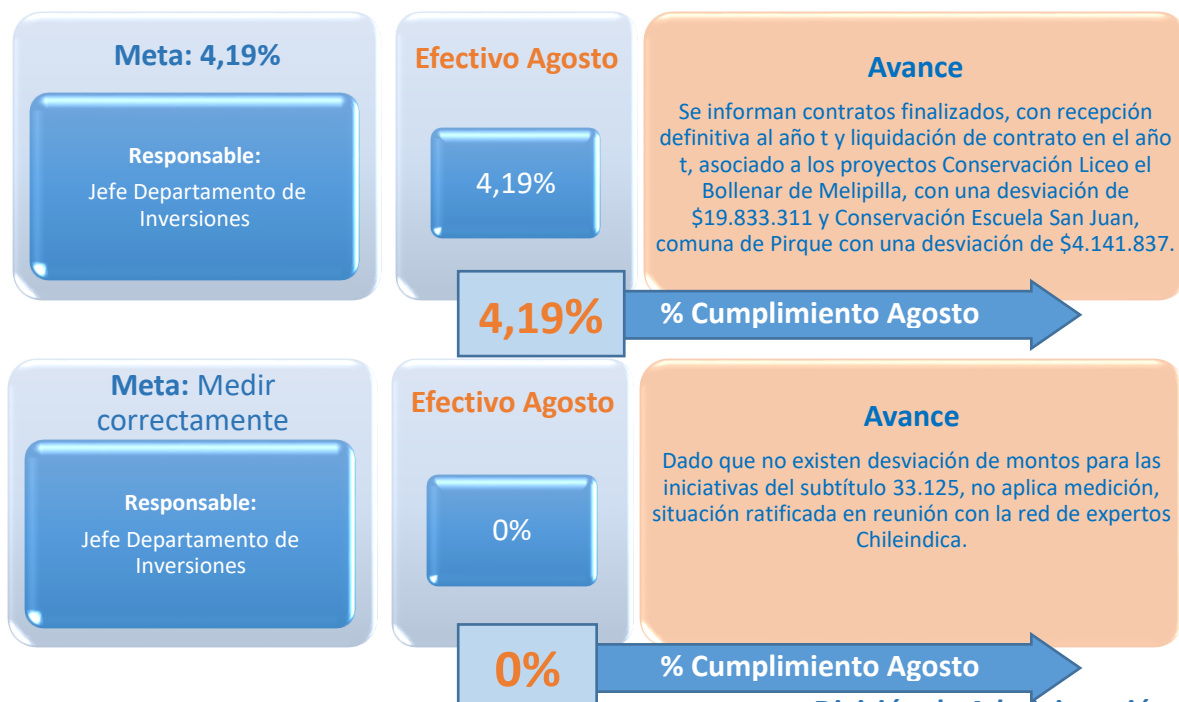 Meta: 4,19%
Responsable:
Jefe Departamento de
Inversiones
Efectivo Agosto
4,19%
Avance
Se informan contratos finalizados, con recepción
definitiva al año t y liquidación de contrato en el año
t, asociado a los proyectos Conservación Liceo el
Bollenar de Melipilla, con una desviación de
$19.833.311 y Conservación Escuela San Juan,
comuna de Pirque con una desviación de $4.141.837.
4,19%
% Cumplimiento Agosto
Meta: Medir
correctamente
Responsable:
Jefe Departamento de
Inversiones
Efectivo Agosto
0%
Avance
Dado que no existen desviación de montos para las
iniciativas del subtítulo 33.125, no aplica medición,
situación ratificada en reunión con la red de expertos
Chileindica.
0%
% Cumplimiento Agosto